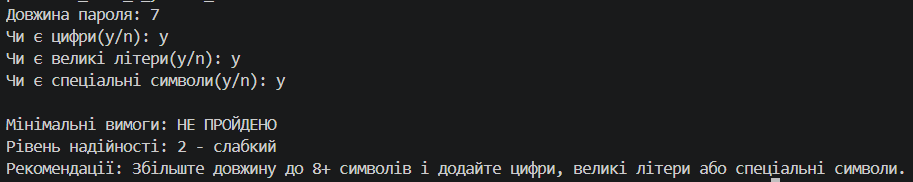 Довжина пароля: 7
Чи є цифри(y/n): y
Чи є великі літери(y/n): y
Чи є спеціальні символи(y/n): y
Мінімальні вимоги: НЕ ПРОЙДЕНО
Рівень надійності: 2 - слабкий
Рекомендації: Збільште довжину до 8+ символів і додайте цифри, великі літери або спеціальні символи.